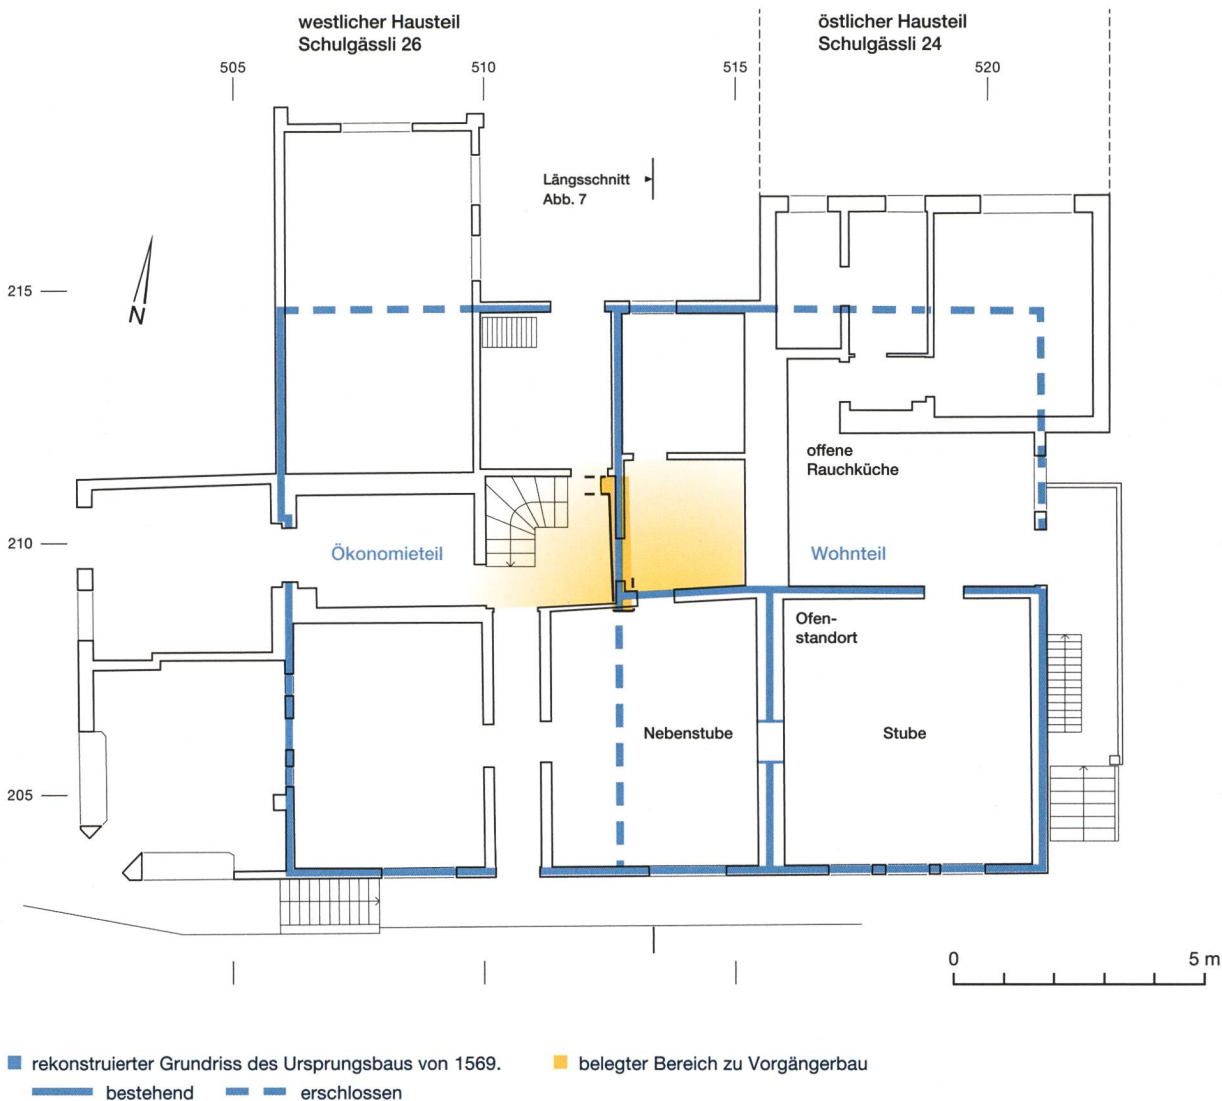 westlicher Hausteil
Schulgässli 26
östlicher Hausteil
Schulgässli 24
505
510
515
520
Längsschnitt
Abb. 7
215
N
offene
Rauchküche
210
Ökonomieteil
Wohnteil
Ofen-
standort
Nebenstube
Stube
205
0
5 m
rekonstruierter Grundriss des Ursprungsbaus von 1569.
belegter Bereich zu Vorgängerbau
bestehend
erschlossen